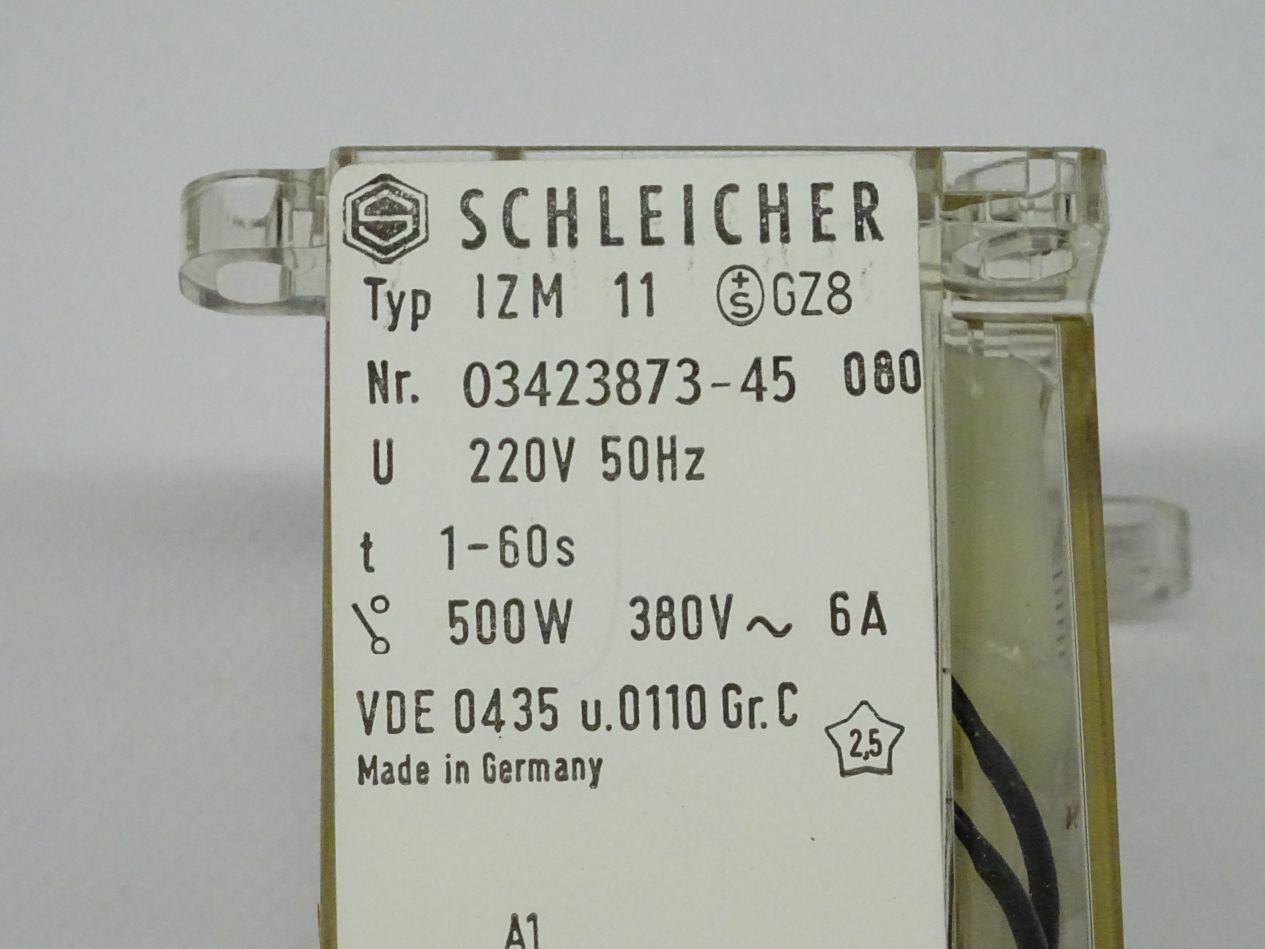 SCHLEICHER
Typ IZM 11 +S GZ8
Nr. 03423873-45 080
U 220V 50Hz
t 1-60s
500W 380V~ 6A
VDE 0435 u.0110 Gr.C
2,5
Made in Germany
A1